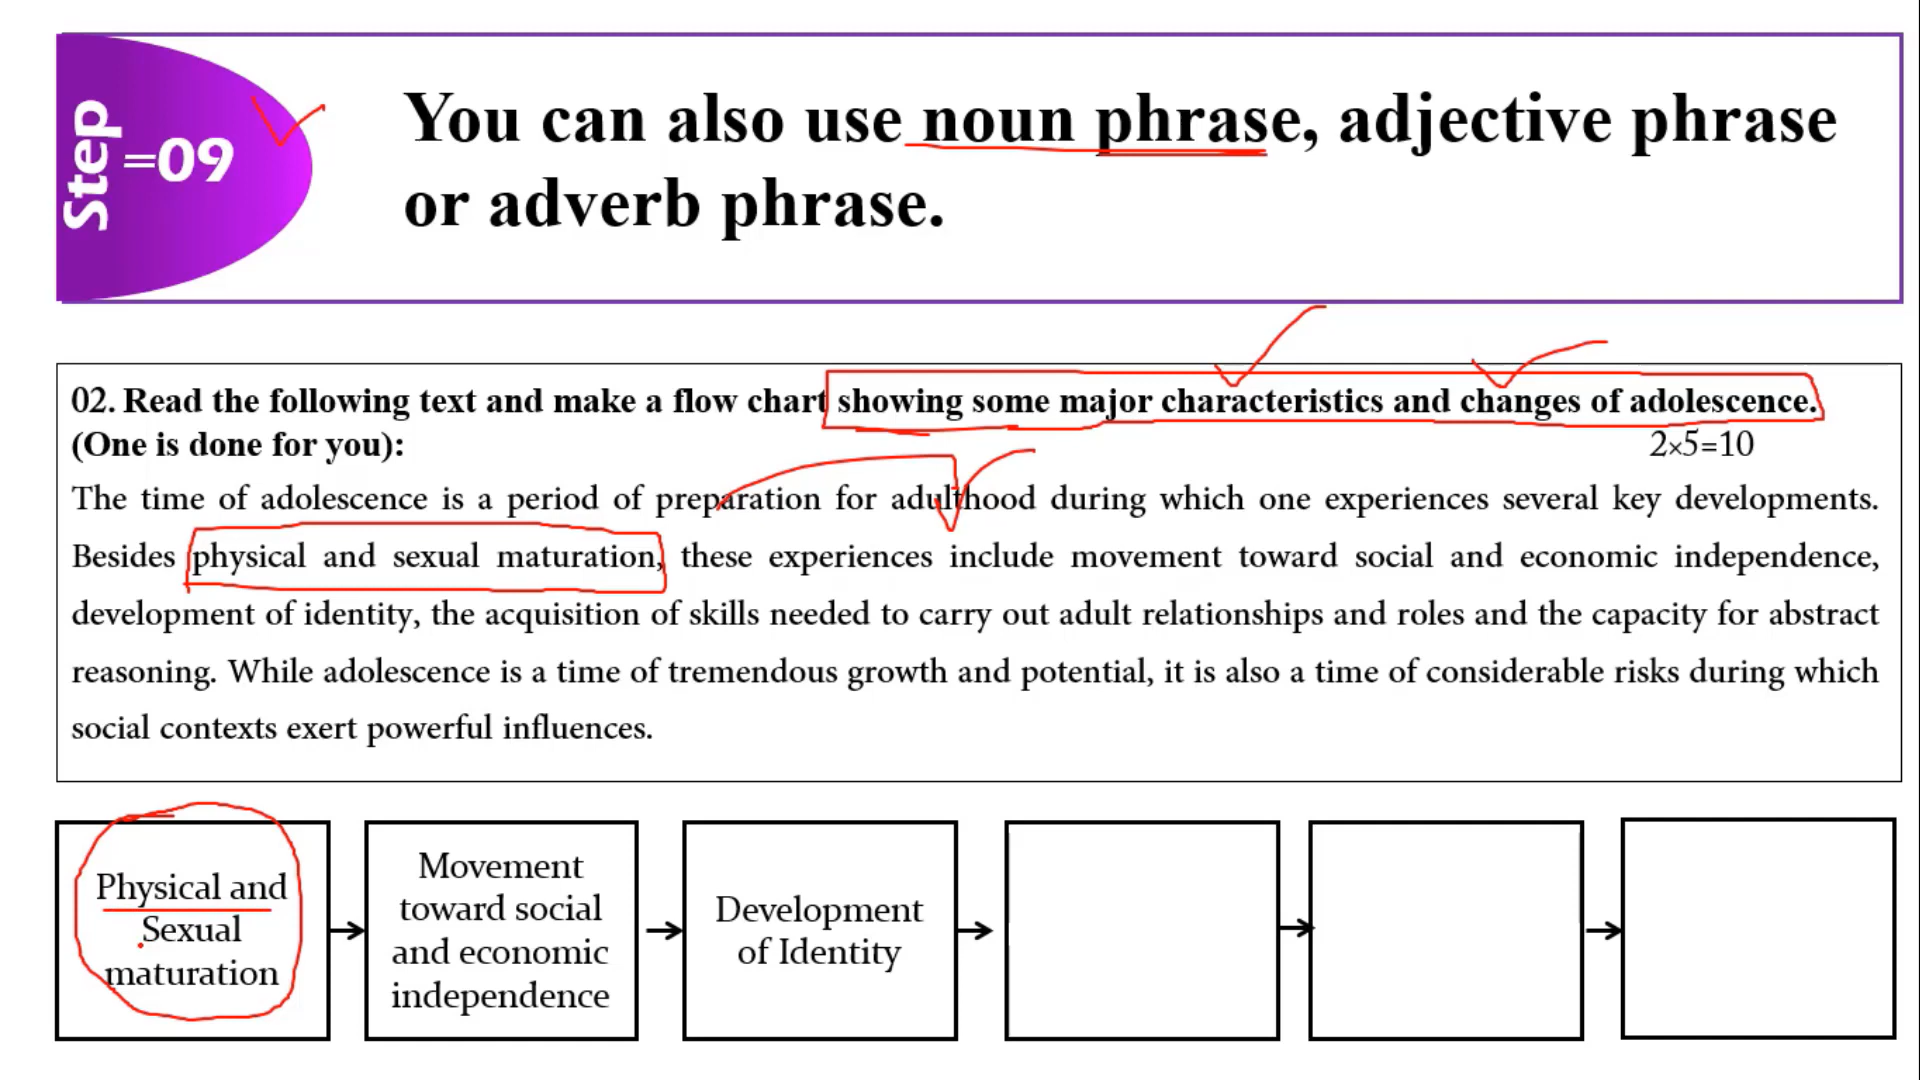 Step
=09
You can also use noun phrase, adjective phrase
or adverb phrase.
02. Read the following text and make a flow chart showing some major characteristics and changes of adolescence.
(One is done for you): 2×5=10
The time of adolescence is a period of preparation for adulthood during which one experiences several key developments.
Besides physical and sexual maturation, these experiences include movement toward social and economic independence,
development of identity, the acquisition of skills needed to carry out adult relationships and roles and the capacity for abstract
reasoning. While adolescence is a time of tremendous growth and potential, it is also a time of considerable risks during which
social contexts exert powerful influences.
Physical and
Sexual
maturation
Movement
toward social
and economic
independence
Development
of Identity